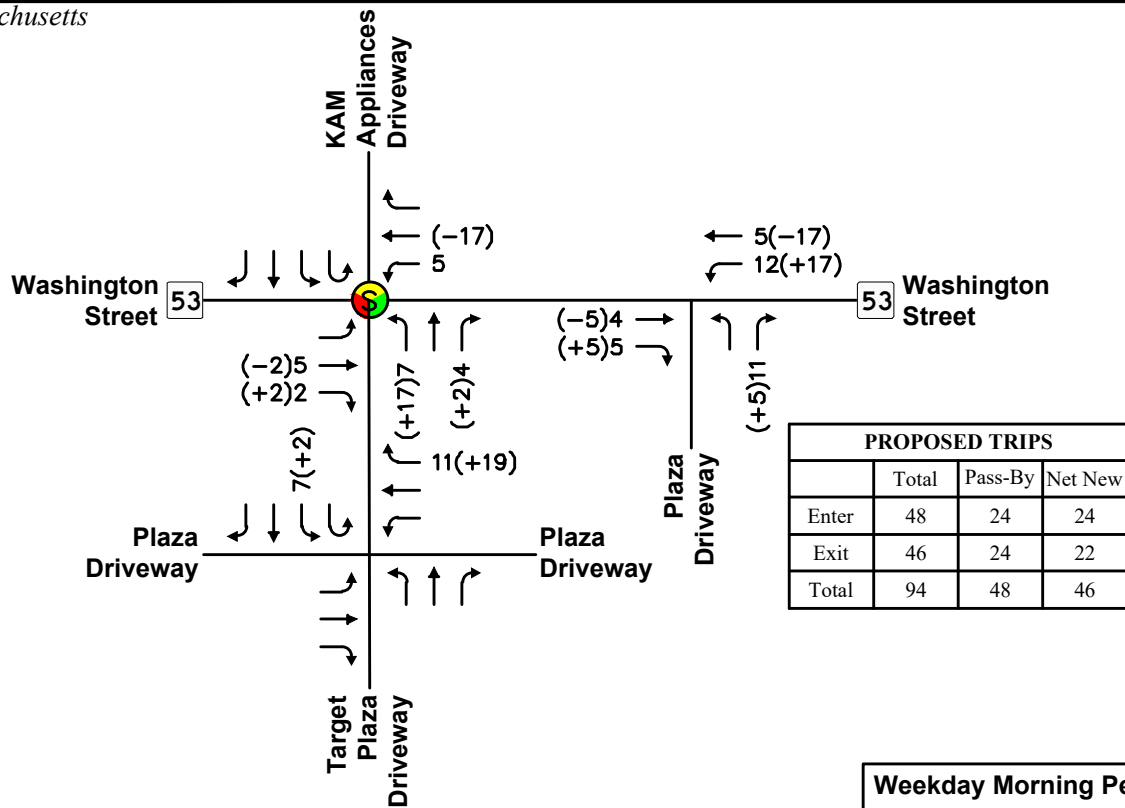 chusetts
KAM
Appliances
Driveway
(-17)
5
5(-17)
12(+17)
Washington
Street
53
S
53
Washington
Street
(-5)4
(+5)5
(-2)5
(+2)2
(+17)7
(+2)4
(+5)11
7(+2)
11(+19)
Plaza
Driveway
PROPOSED TRIPS
Total Pass-By Net New
Enter 48 24 24
Exit 46 24 22
Total 94 48 46
Plaza
Driveway
Plaza
Driveway
Target
Plaza
Driveway
Weekday Morning Pe